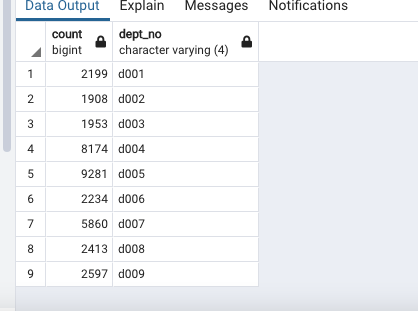 Data Output Explain Messages Notifications
count dept_no
bigint character varying (4)
1 2199 d001
2 1908 d002
3 1953 d003
4 8174 d004
5 9281 d005
6 2234 d006
7 5860 d007
8 2413 d008
9 2597 d009